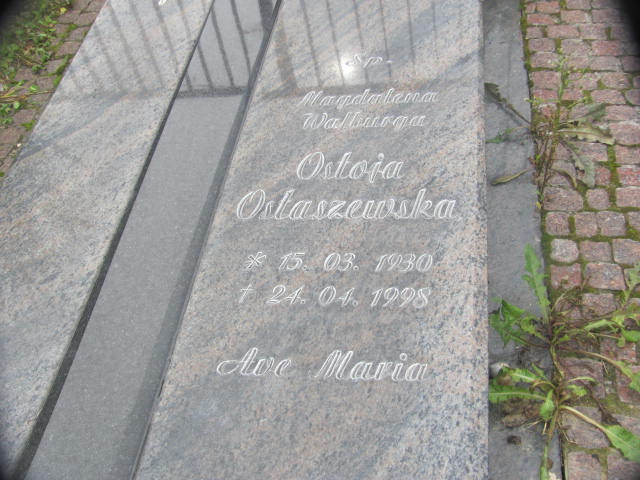 Śp.
Magdalena
Walburga
Ostoja
Ostaszewska
* 15. 03. 1930
† 24. 04. 1998
Ave Maria